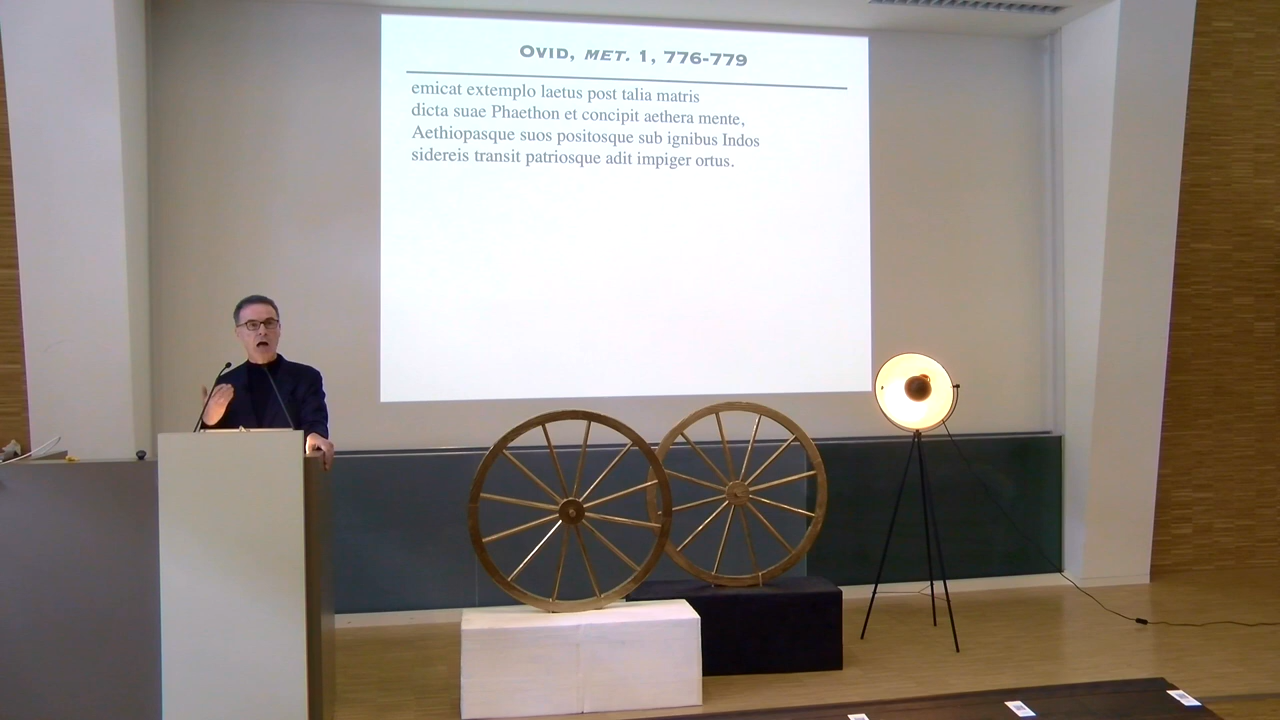 OVID, MET. 1, 776-779
emicat extemplo laetus post talia matris
dicta suae Phaethon et concipit aethera mente,
Aethiopasque suos positosque sub ignibus Indos
sidereis transit patriosque adit impiger ortus.